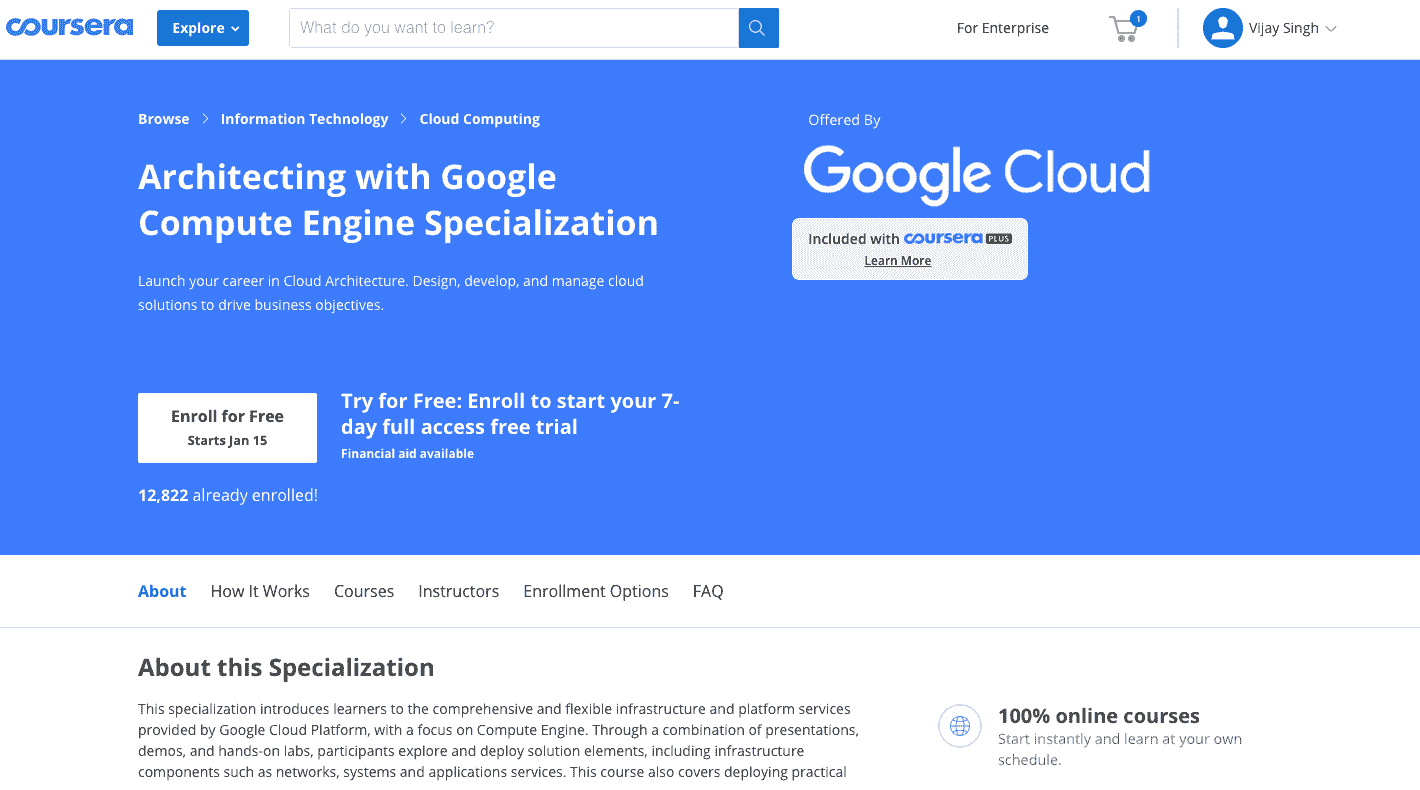 coursera
Explore
What do you want to learn?
For Enterprise
1
Vijay Singh
Browse > Information Technology > Cloud Computing
Architecting with Google
Compute Engine Specialization
Launch your career in Cloud Architecture. Design, develop, and manage cloud
solutions to drive business objectives.
Offered By
Google Cloud
Included with coursera PLUS
Learn More
Enroll for Free
Starts Jan 15
Try for Free: Enroll to start your 7-
day full access free trial
Financial aid available
12,822 already enrolled!
About How It Works Courses Instructors Enrollment Options FAQ
About this Specialization
This specialization introduces learners to the comprehensive and flexible infrastructure and platform services
provided by Google Cloud Platform, with a focus on Compute Engine. Through a combination of presentations,
demos, and hands-on labs, participants explore and deploy solution elements, including infrastructure
components such as networks, systems and applications services. This course also covers deploying practical
100% online courses
Start instantly and learn at your own
schedule.